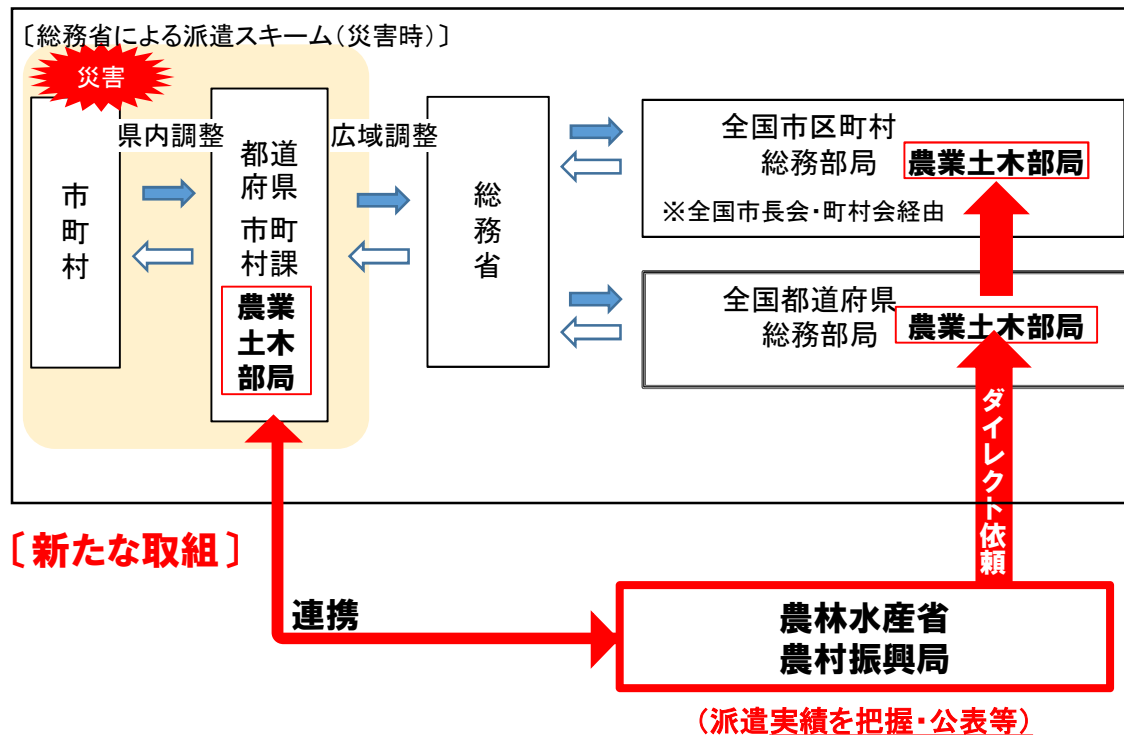 〔総務省による派遣スキーム（災害時）〕
災害
市町村
県内調整
都道府県
市町村課
農業
土木
部局
広域調整
総務省
全国市区町村
総務部局
農業土木部局
※全国市長会・町村会経由
全国都道府県
総務部局
農業土木部局
ダイレクト依頼
〔新たな取組〕
連携
農林水産省
農村振興局
（派遣実績を把握・公表等）